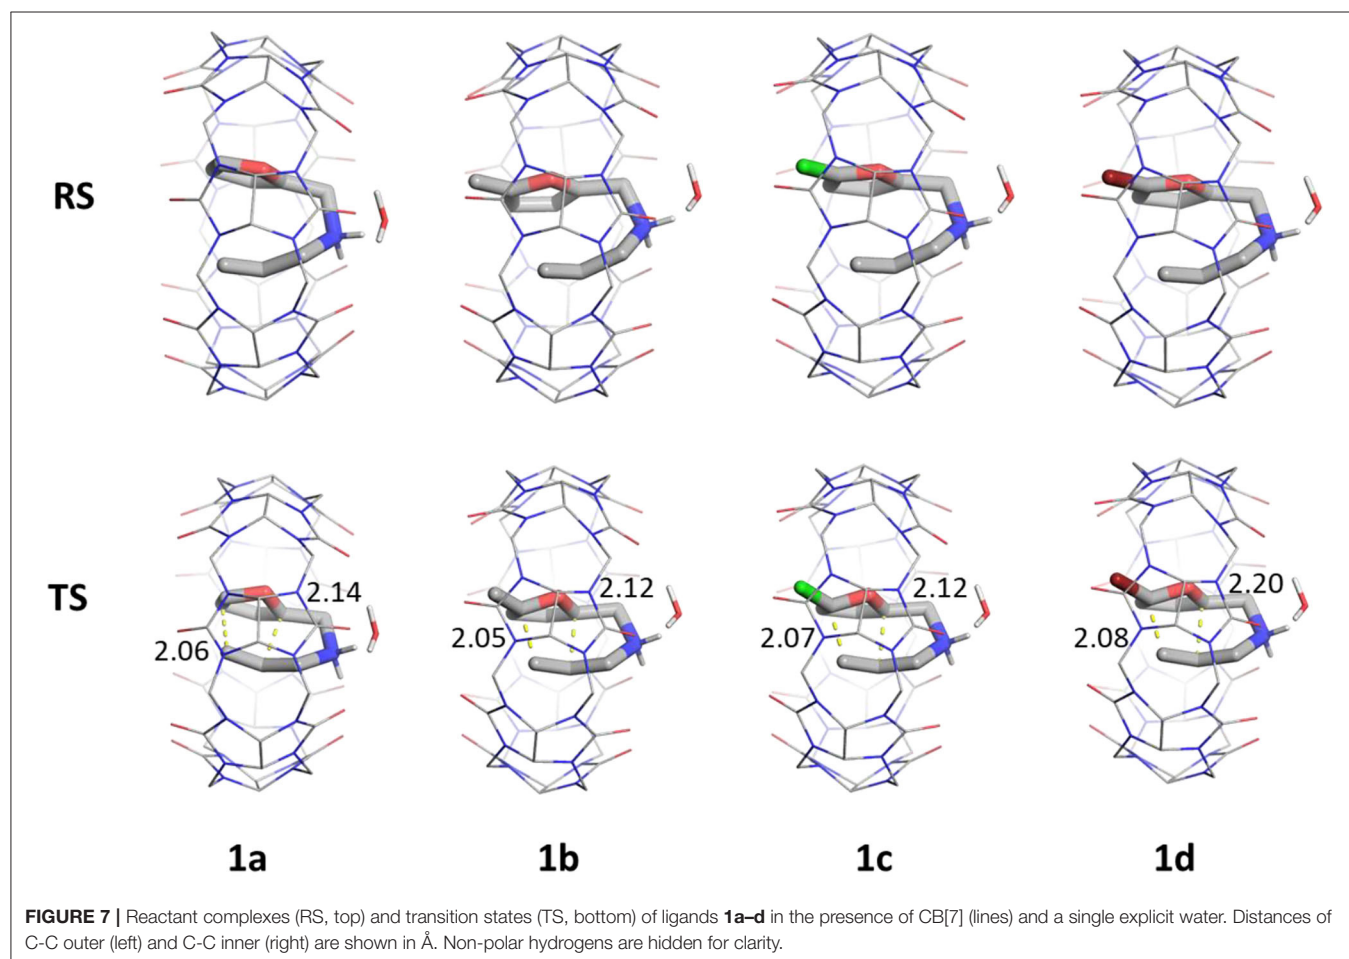 RS
TS
2.14
2.06
2.12
2.05
2.12
2.07
2.20
2.08
1a
1b
1c
1d
FIGURE 7 | Reactant complexes (RS, top) and transition states (TS, bottom) of ligands 1a–d in the presence of CB[7] (lines) and a single explicit water. Distances of
C-C outer (left) and C-C inner (right) are shown in Å. Non-polar hydrogens are hidden for clarity.